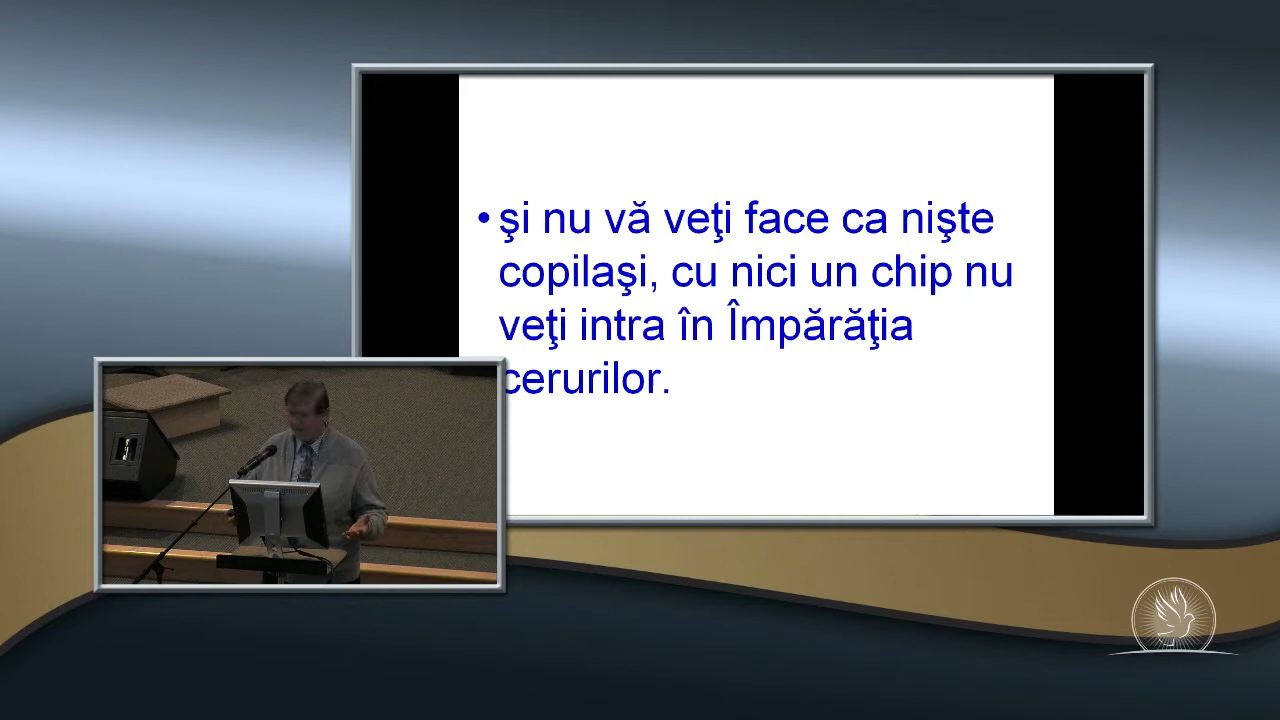 • şi nu vă veţi face ca nişte
copilaşi, cu nici un chip nu
veţi intra în Împărăţia
cerurilor.